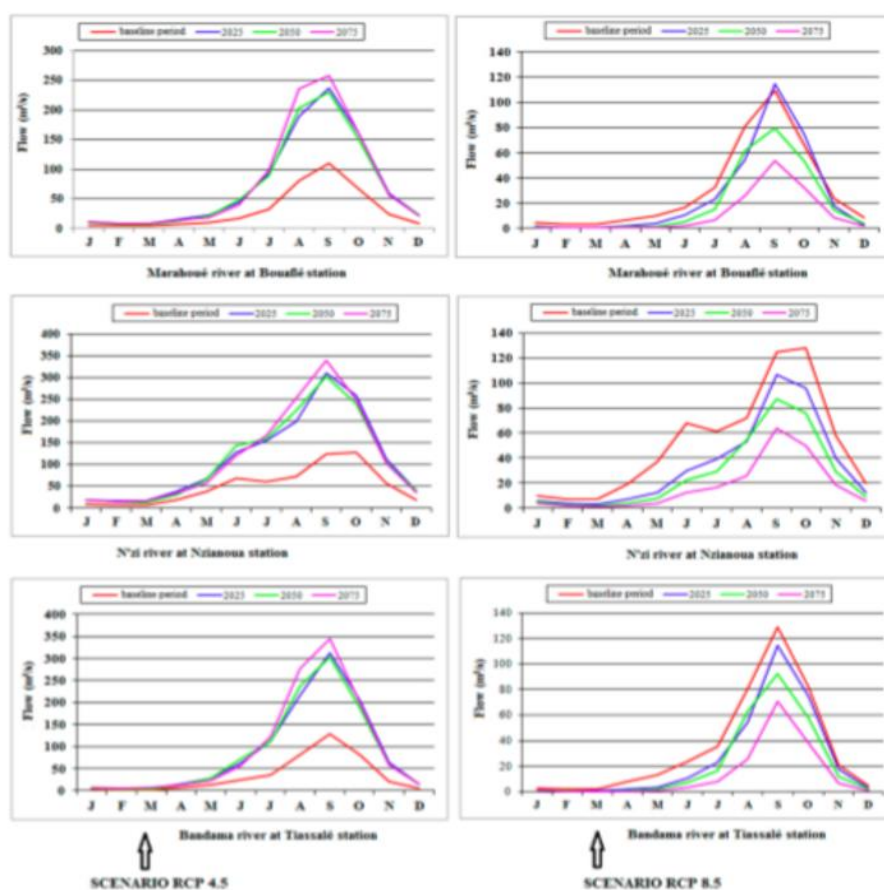 baseline period 2025 2050 2075
Flow (m³/s)
300
250
200
150
100
50
0
J F M A M J J A S O N D
Marahoué river at Bouaflé station
baseline period 2025 2050 2075
Flow (m³/s)
140
120
100
80
60
40
20
0
J F M A M J J A S O N D
Marahoué river at Bouaflé station
baseline period 2025 2050 2075
Flow (m³/s)
400
350
300
250
200
150
100
50
0
J F M A M J J A S O N D
N'zi river at Nzianoua station
baseline period 2025 2050 2075
Flow (m³/s)
140
120
100
80
60
40
20
0
J F M A M J J A S O N D
N'zi river at Nzianoua station
baseline period 2025 2050 2075
Flow (m³/s)
400
350
300
250
200
150
100
50
0
J F M A M J J A S O N D
Bandama river at Tiassalé station
baseline period 2025 2050 2075
Flow (m³/s)
140
120
100
80
60
40
20
0
J F M A M J J A S O N D
Bandama river at Tiassalé station
SCENARIO RCP 4.5
SCENARIO RCP 8.5